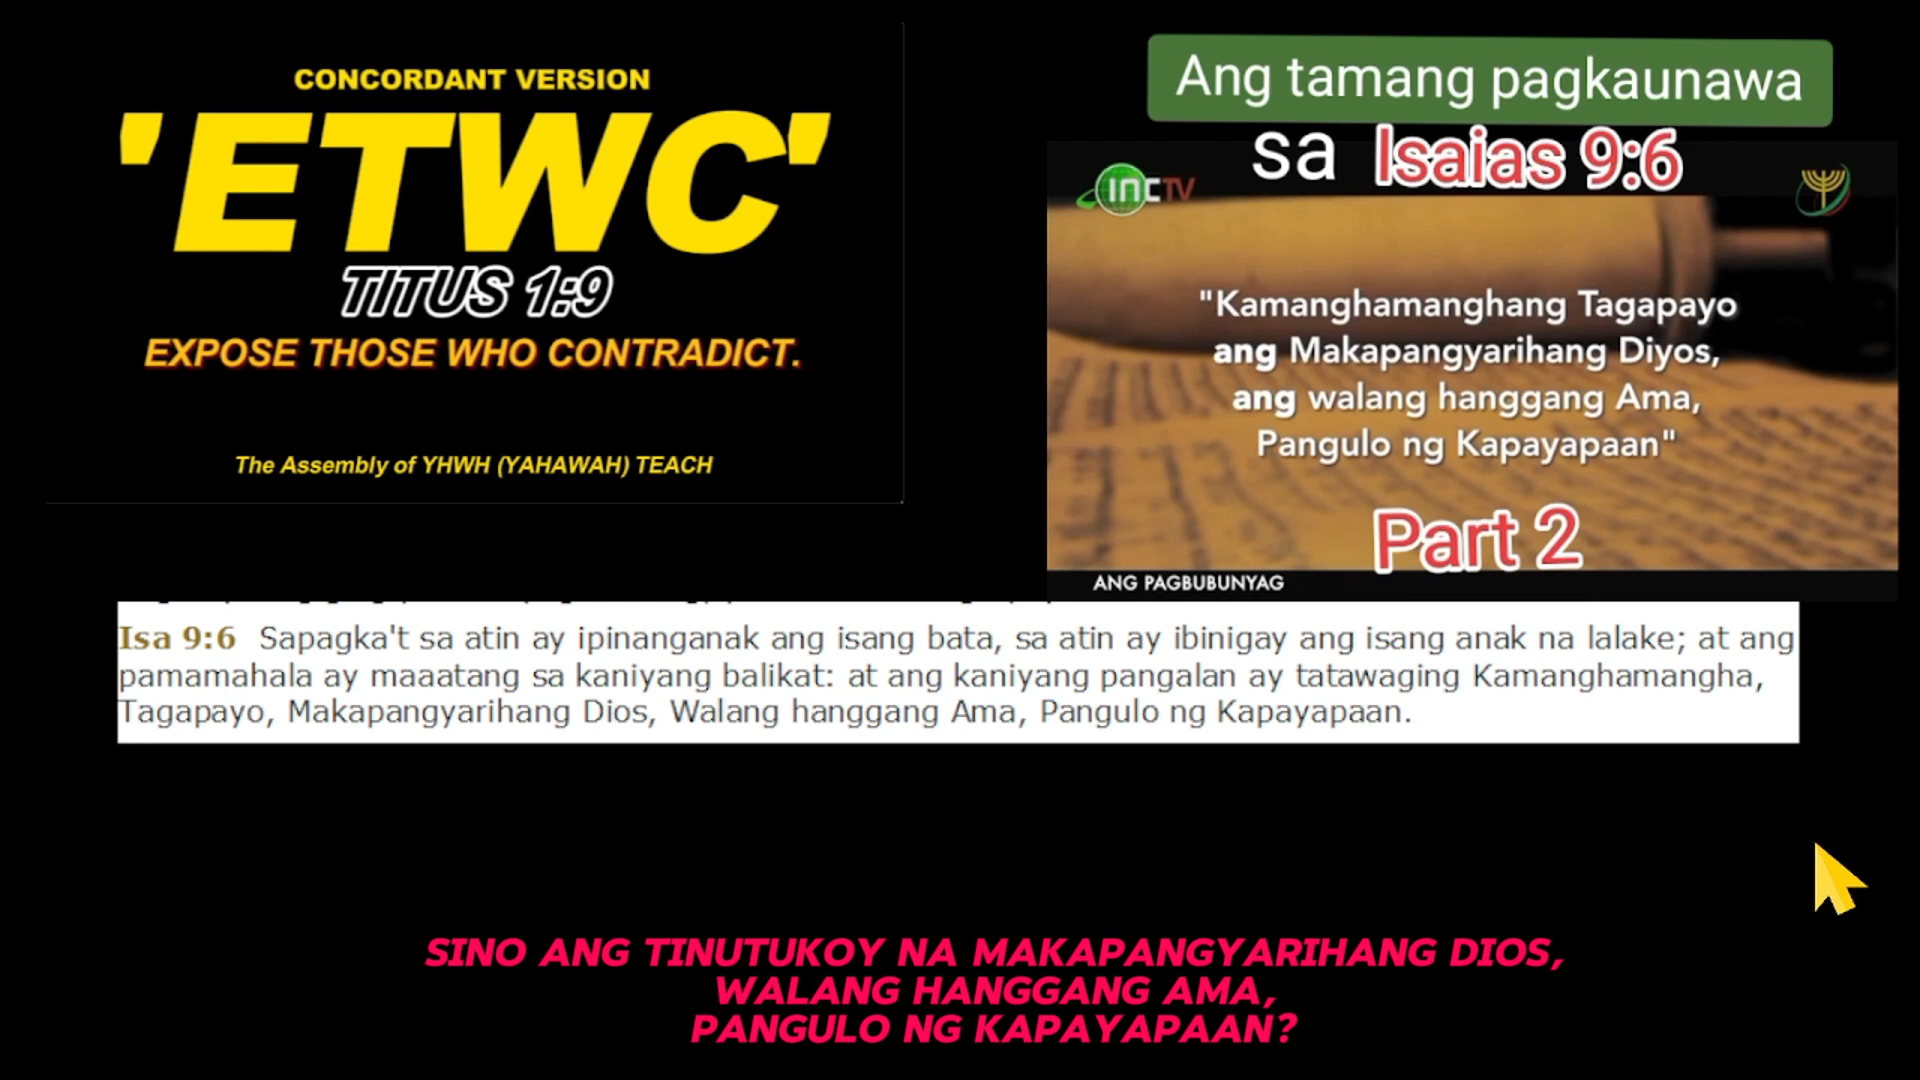 CONCORDANT VERSION
'ETWC'
TITUS 1:9
EXPOSE THOSE WHO CONTRADICT.
The Assembly of YHWH (YAHAWAH) TEACH
Ang tamang pagkaunawa
sa Isaias 9:6
INCTV
"Kamanghamanghang Tagapayo
ang Makapangyarihang Diyos,
ang walang hanggang Ama,
Pangulo ng Kapayapaan"
Part 2
ANG PAGBUBUNYAG
Isa 9:6 Sapagka't sa atin ay ipinanganak ang isang bata, sa atin ay ibinigay ang isang anak na lalake; at ang
pamamahala ay maaatang sa kaniyang balikat: at ang kaniyang pangalan ay tatawaging Kamanghamangha,
Tagapayo, Makapangyarihang Dios, Walang hanggang Ama, Pangulo ng Kapayapaan.
SINO ANG TINUTUKOY NA MAKAPANGYARIHANG DIOS,
WALANG HANGGANG AMA,
PANGULO NG KAPAYAPAAN?